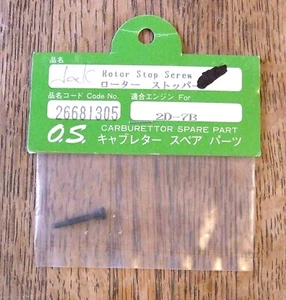 品名
Rotor Stop Screw
ローター ストッパー
品名コード Code No. 適合エンジン For
26681305 2D-7B
O.S. CARBURETTOR SPARE PART
キャブレター スペア パーツ